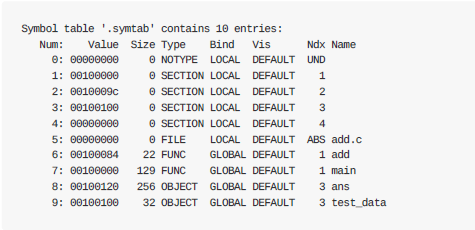 Symbol table '.symtab' contains 10 entries:
Num: Value Size Type Bind Vis Ndx Name
0: 00000000 0 NOTYPE LOCAL DEFAULT UND
1: 00100000 0 SECTION LOCAL DEFAULT 1
2: 0010009c 0 SECTION LOCAL DEFAULT 2
3: 00100100 0 SECTION LOCAL DEFAULT 3
4: 00000000 0 SECTION LOCAL DEFAULT 4
5: 00000000 0 FILE LOCAL DEFAULT ABS add.c
6: 00100084 22 FUNC GLOBAL DEFAULT 1 add
7: 00100000 129 FUNC GLOBAL DEFAULT 1 main
8: 00100120 256 OBJECT GLOBAL DEFAULT 3 ans
9: 00100100 32 OBJECT GLOBAL DEFAULT 3 test_data